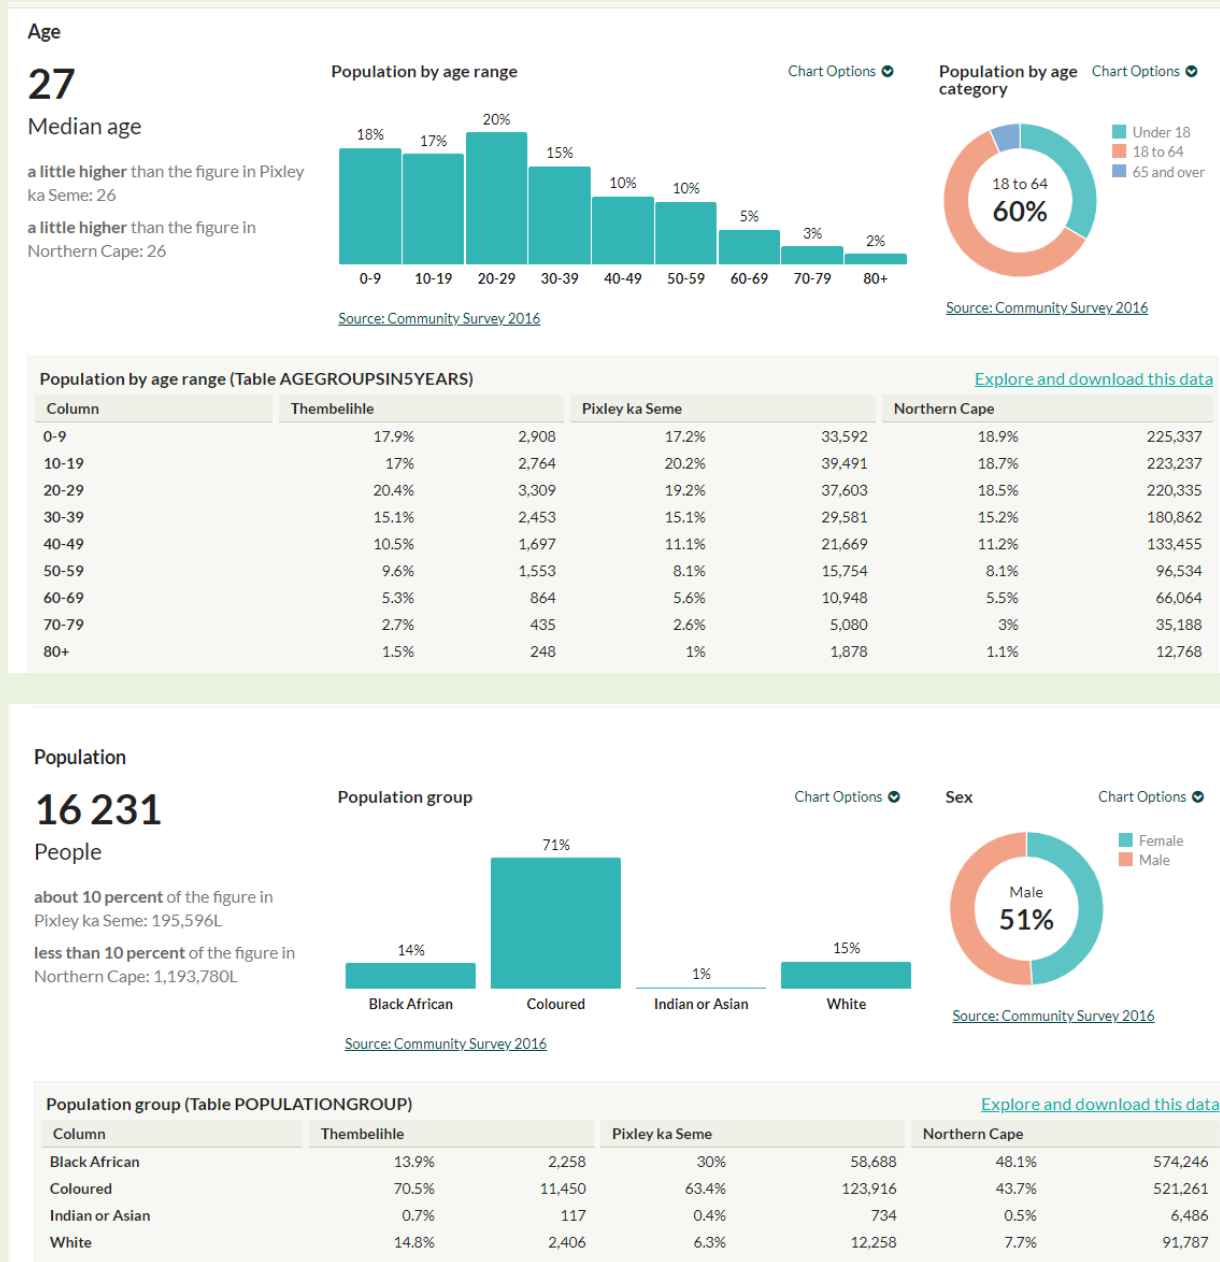 Age
27
Median age
a little higher than the figure in Pixley
ka Seme: 26
a little higher than the figure in
Northern Cape: 26
Population by age range
Chart Options
18%
17%
20%
15%
10%
10%
5%
3%
2%
0-9 10-19 20-29 30-39 40-49 50-59 60-69 70-79 80+
Source: Community Survey 2016
Population by age
category
Chart Options
Under 18
18 to 64
65 and over
18 to 64
60%
Source: Community Survey 2016
Population by age range (Table AGEGROUPSIN5YEARS) Explore and download this data
Column Thembelihle Pixley ka Seme Northern Cape
0-9 17.9% 2,908 17.2% 33,592 18.9% 225,337
10-19 17% 2,764 20.2% 39,491 18.7% 223,237
20-29 20.4% 3,309 19.2% 37,603 18.5% 220,335
30-39 15.1% 2,453 15.1% 29,581 15.2% 180,862
40-49 10.5% 1,697 11.1% 21,669 11.2% 133,455
50-59 9.6% 1,553 8.1% 15,754 8.1% 96,534
60-69 5.3% 864 5.6% 10,948 5.5% 66,064
70-79 2.7% 435 2.6% 5,080 3% 35,188
80+ 1.5% 248 1% 1,878 1.1% 12,768
Population
16 231
People
about 10 percent of the figure in
Pixley ka Seme: 195,596L
less than 10 percent of the figure in
Northern Cape: 1,193,780L
Population group
Chart Options
14%
71%
1%
15%
Black African Coloured Indian or Asian White
Source: Community Survey 2016
Sex
Chart Options
Female
Male
Male
51%
Source: Community Survey 2016
Population group (Table POPULATIONGROUP) Explore and download this data
Column Thembelihle Pixley ka Seme Northern Cape
Black African 13.9% 2,258 30% 58,688 48.1% 574,246
Coloured 70.5% 11,450 63.4% 123,916 43.7% 521,261
Indian or Asian 0.7% 117 0.4% 734 0.5% 6,486
White 14.8% 2,406 6.3% 12,258 7.7% 91,787